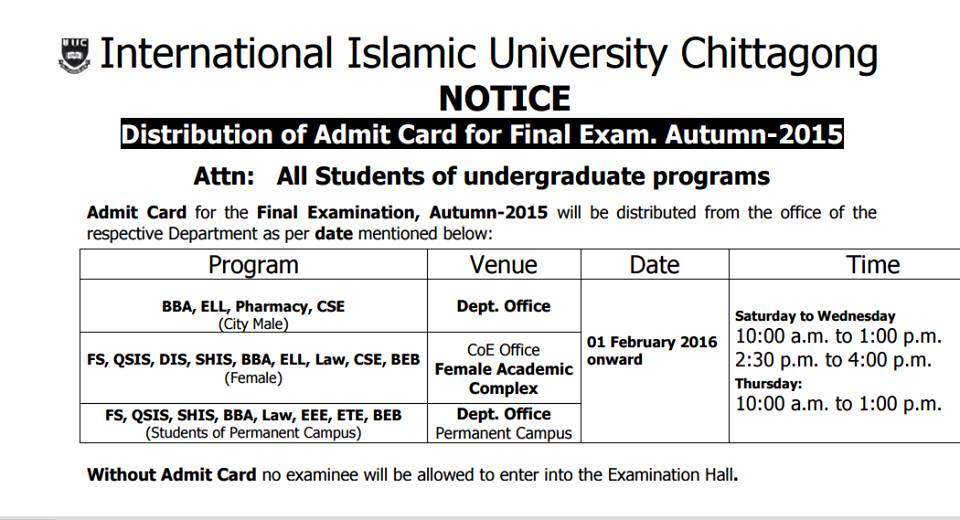 International Islamic University Chittagong
NOTICE
Distribution of Admit Card for Final Exam. Autumn-2015
Attn: All Students of undergraduate programs
Admit Card for the Final Examination, Autumn-2015 will be distributed from the office of the
respective Department as per date mentioned below:
Program Venue Date Time
BBA, ELL, Pharmacy, CSE
(City Male)
Dept. Office
FS, QSIS, DIS, SHIS, BBA, ELL, Law, CSE, BEB
(Female)
CoE Office
Female Academic
Complex
FS, QSIS, SHIS, BBA, Law, EEE, ETE, BEB
(Students of Permanent Campus)
Dept. Office
Permanent Campus
01 February 2016
onward
Saturday to Wednesday
10:00 a.m. to 1:00 p.m.
2:30 p.m. to 4:00 p.m.
Thursday:
10:00 a.m. to 1:00 p.m.
Without Admit Card no examinee will be allowed to enter into the Examination Hall.